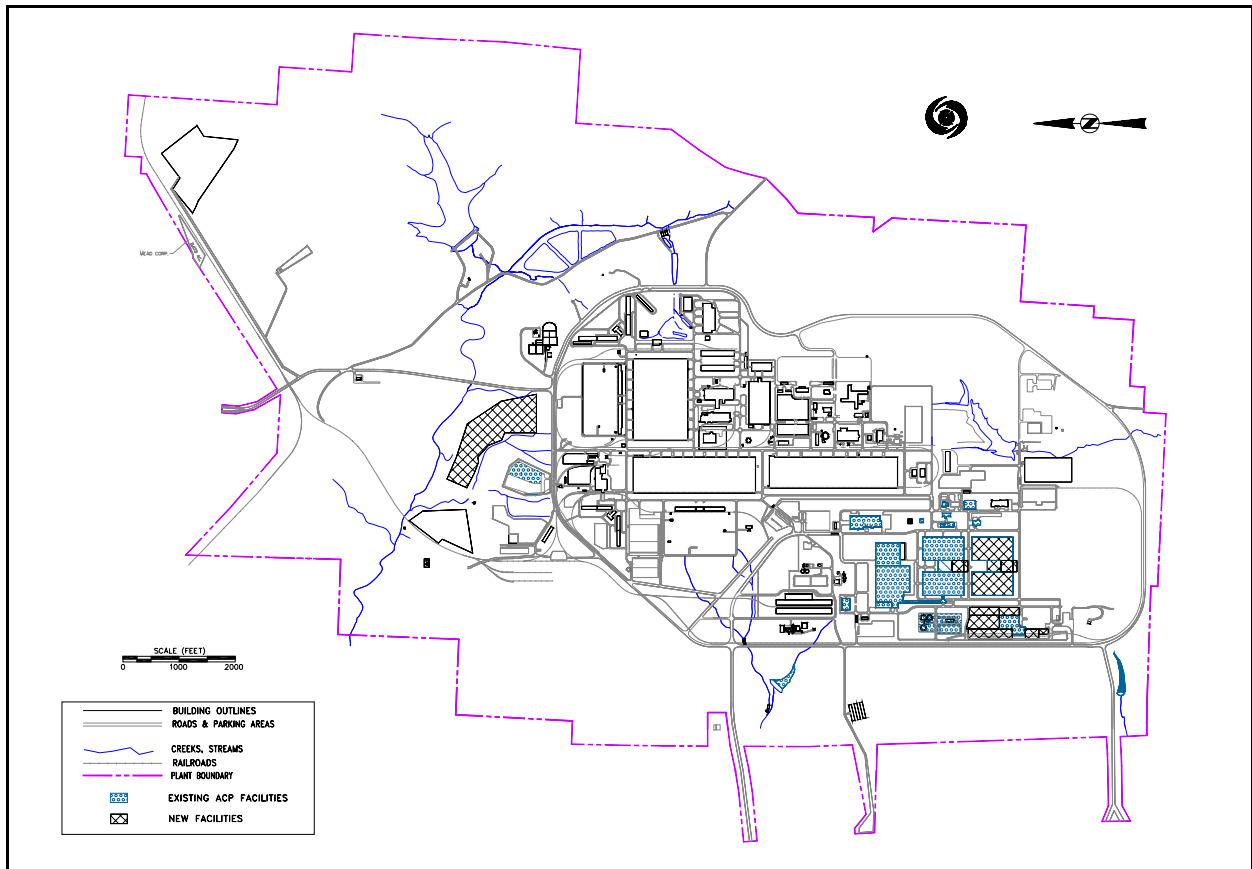 Z
MEAD CORP.
SCALE (FEET)
0 1000 2000
BUILDING OUTLINES
ROADS & PARKING AREAS
CREEKS, STREAMS
RAILROADS
PLANT BOUNDARY
EXISTING ACP FACILITIES
NEW FACILITIES